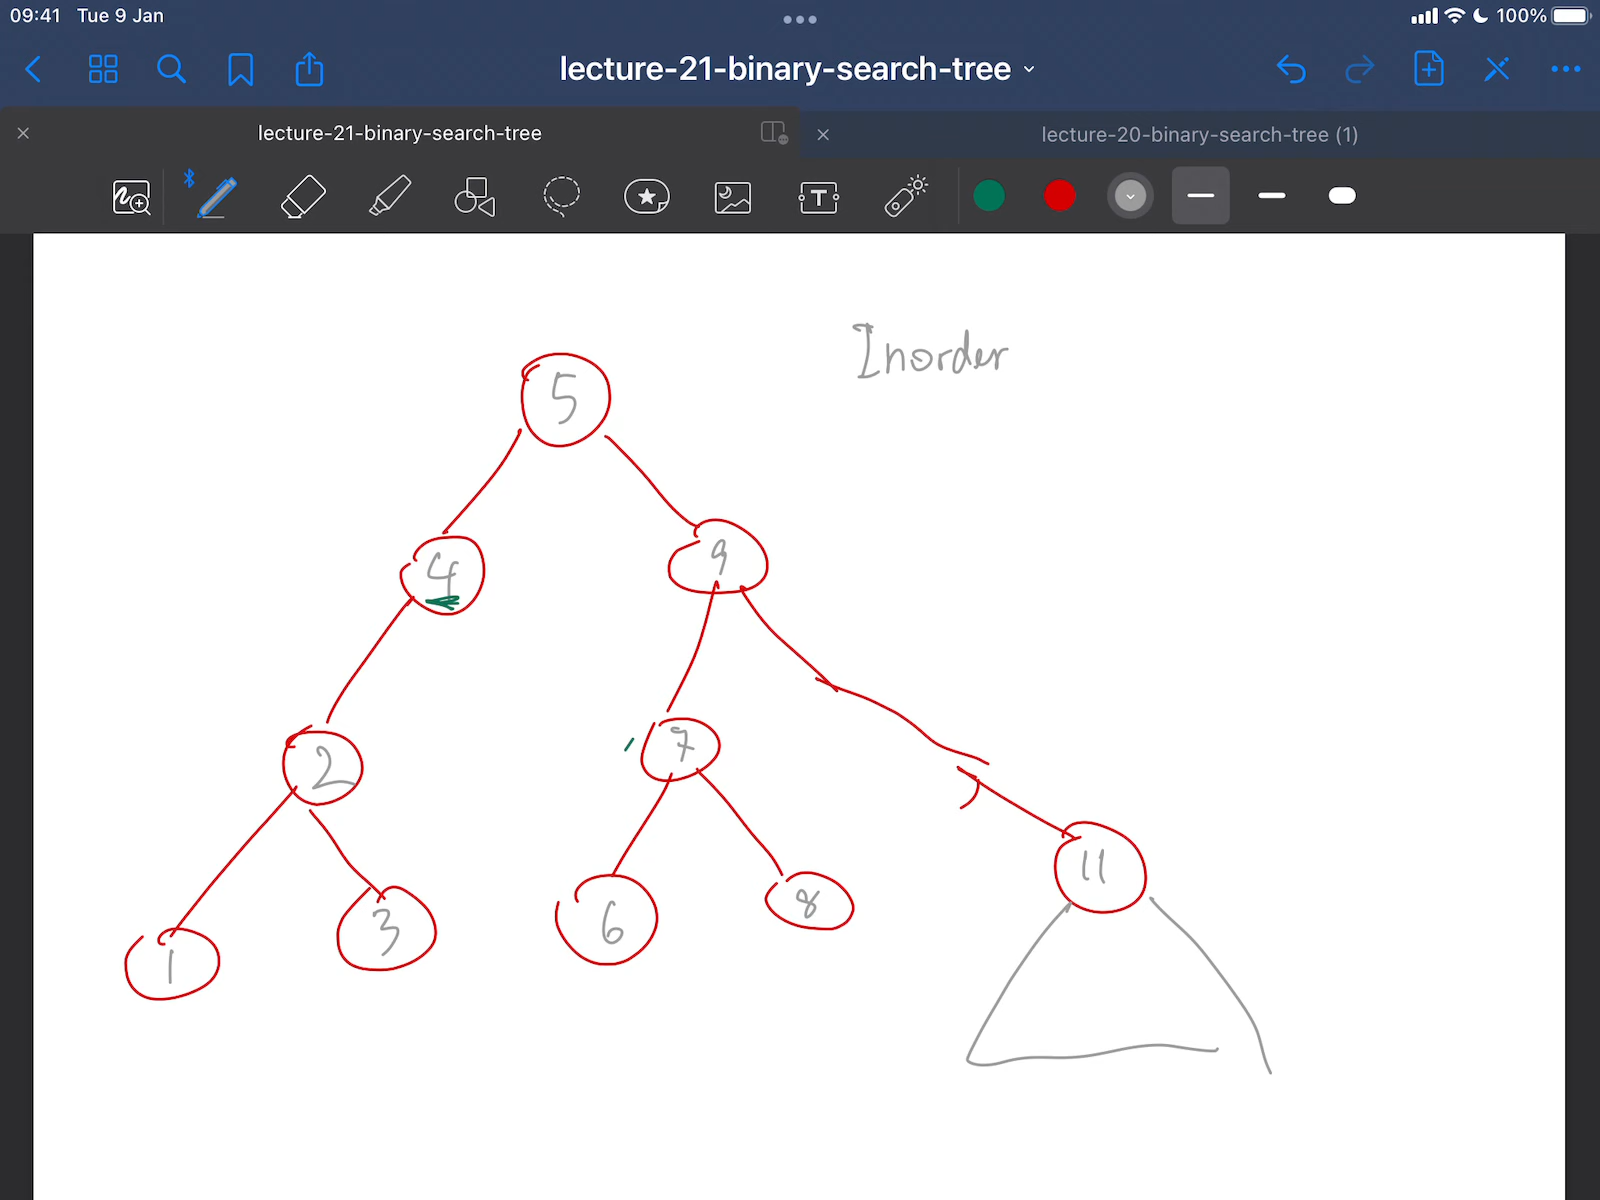 09:41 Tue 9 Jan
100%
lecture-21-binary-search-tree
lecture-21-binary-search-tree
lecture-20-binary-search-tree (1)
T
Inorder
5
4
9
2
7
1
3
6
8
11